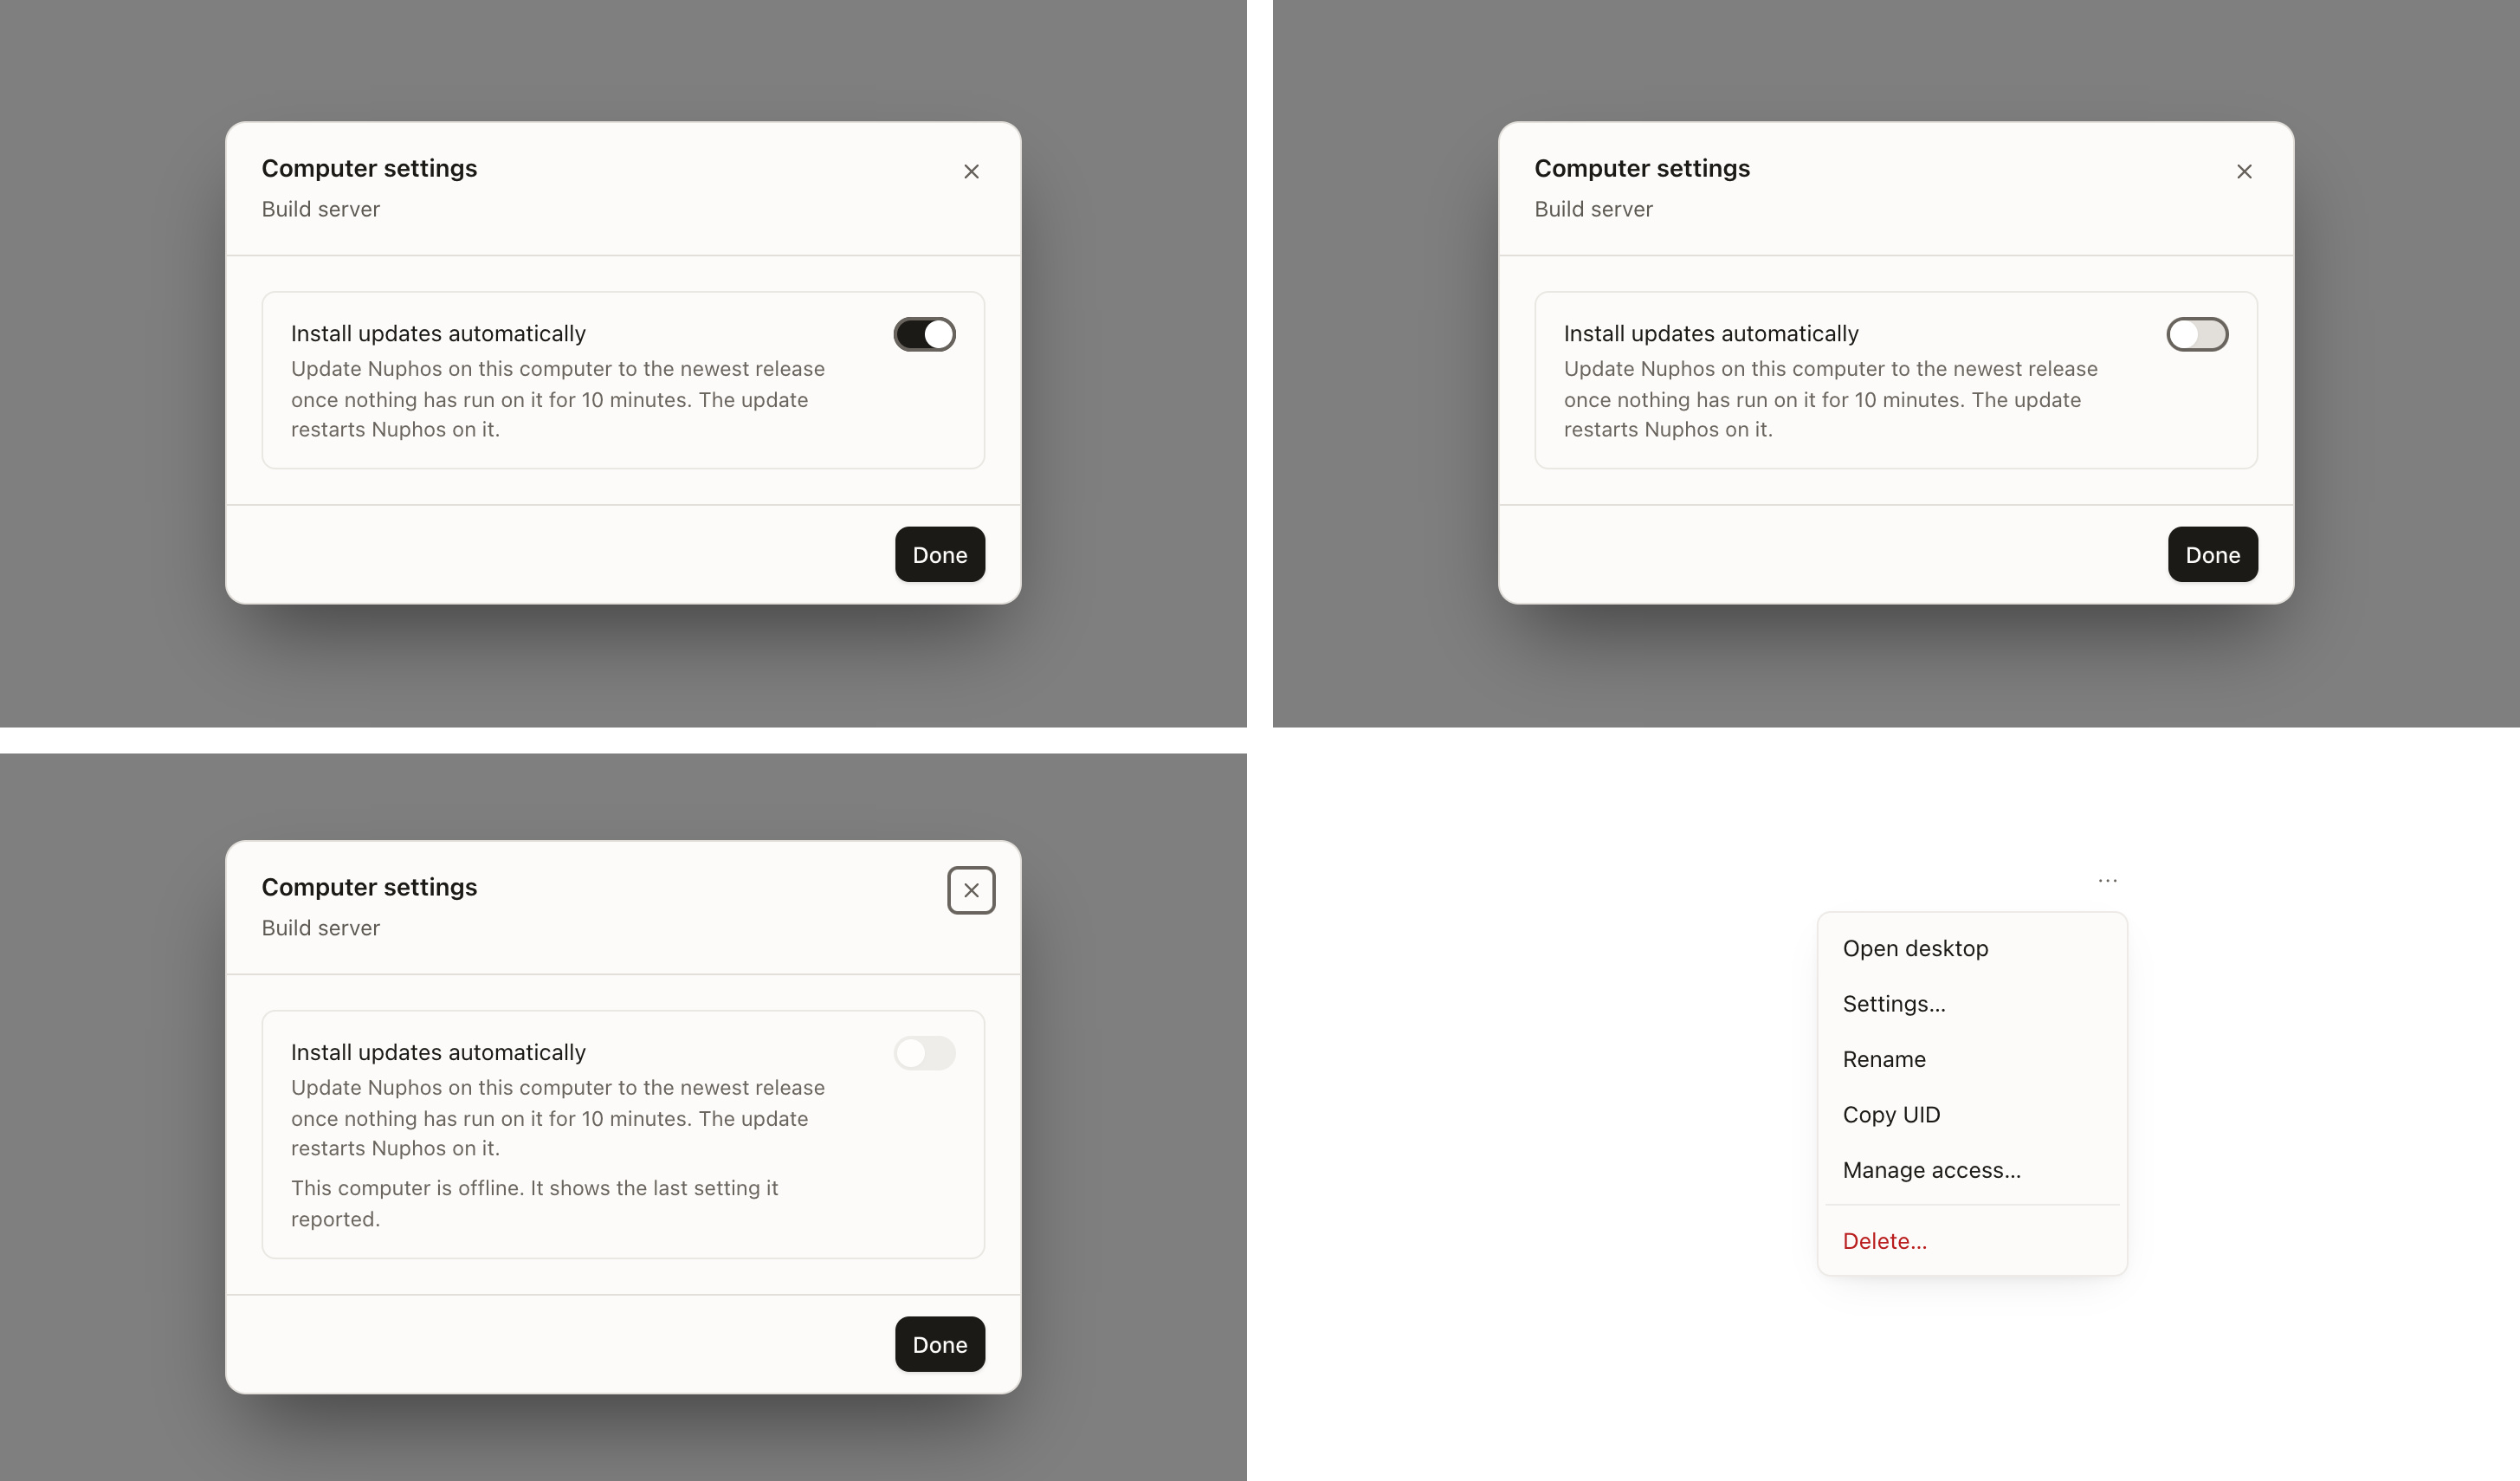 Computer settings
Build server
Install updates automatically
Update Nuphos on this computer to the newest release
once nothing has run on it for 10 minutes. The update
restarts Nuphos on it.
Done
Computer settings
Build server
Install updates automatically
Update Nuphos on this computer to the newest release
once nothing has run on it for 10 minutes. The update
restarts Nuphos on it.
Done
Computer settings
Build server
Install updates automatically
Update Nuphos on this computer to the newest release
once nothing has run on it for 10 minutes. The update
restarts Nuphos on it.
This computer is offline. It shows the last setting it
reported.
Done
Open desktop
Settings...
Rename
Copy UID
Manage access...
Delete...